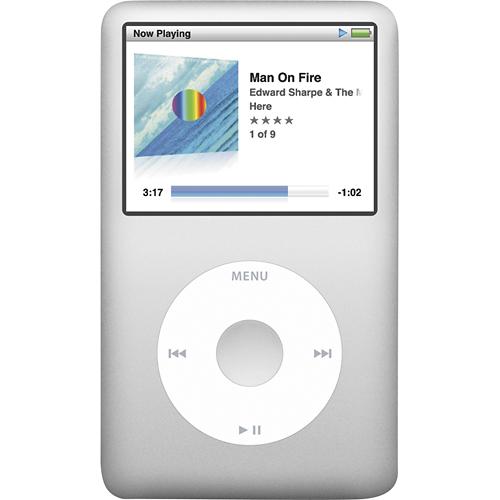 Now Playing
Man On Fire
Edward Sharpe & The
Here
1 of 9
3:17
-1:02
MENU